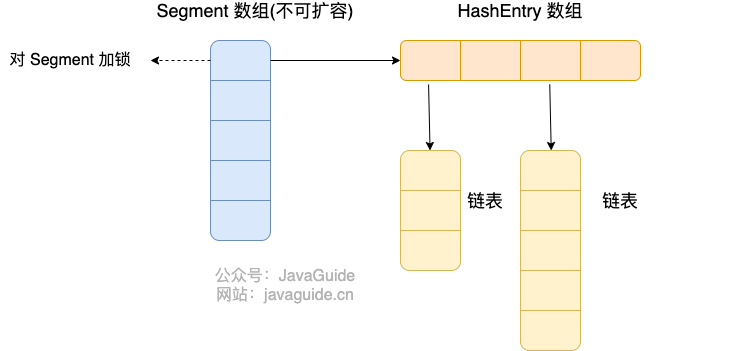 Segment 数组(不可扩容)
HashEntry 数组
对 Segment 加锁
链表
链表
公众号：JavaGuide
网站：javaguide.cn